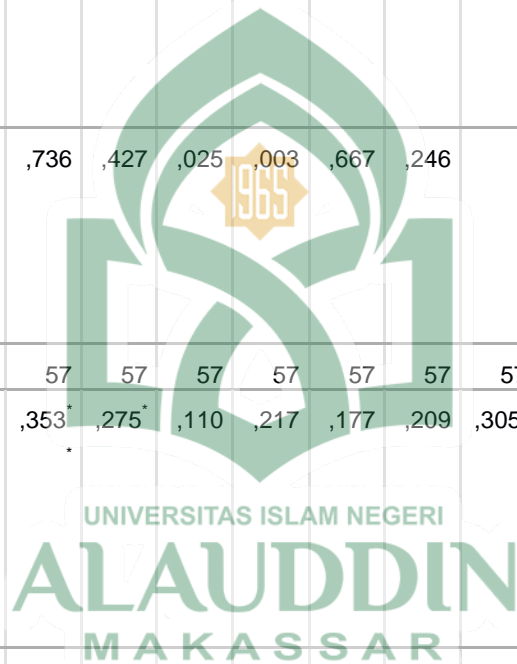 ,736 ,427 ,025 ,003 ,667 ,246
1965
57 57 57 57 57 57 57
,353* ,275* ,110 ,217 ,177 ,209 ,305
*
UNIVERSITAS ISLAM NEGERI
ALAUDDIN
MAKASSAR